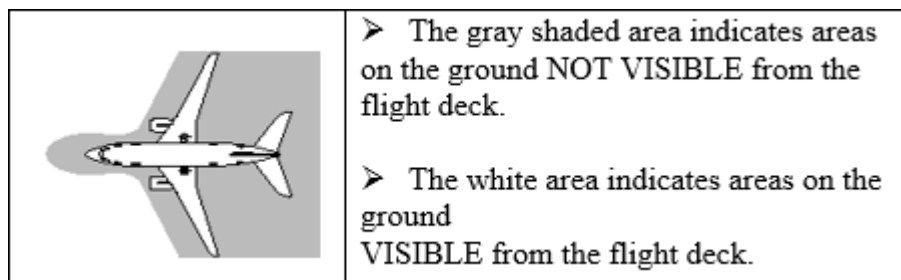 ➤ The gray shaded area indicates areas
on the ground NOT VISIBLE from the
flight deck.
➤ The white area indicates areas on the
ground
VISIBLE from the flight deck.